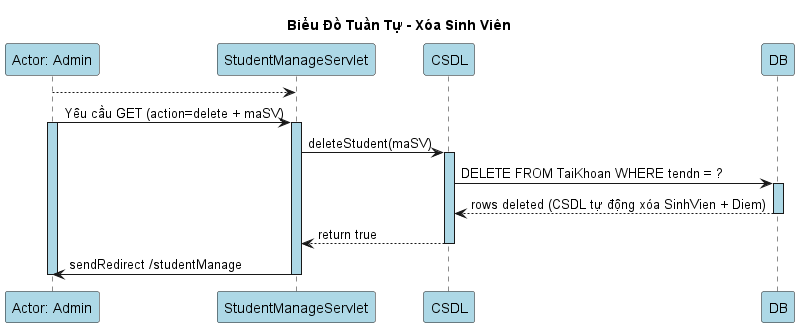 Biểu Đồ Tuần Tự - Xóa Sinh Viên
Actor: Admin StudentManageServlet CSDL DB
Yêu cầu GET (action=delete + maSV)
deleteStudent(maSV)
DELETE FROM TaiKhoan WHERE tendn = ?
rows deleted (CSDL tự động xóa SinhVien + Diem)
return true
sendRedirect /studentManage
Actor: Admin StudentManageServlet CSDL DB